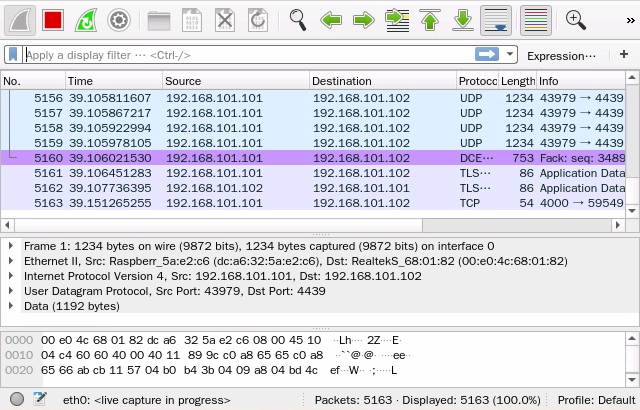 Apply a display filter ··· <Ctrl-/>
Expression···
+
»
No. Time Source Destination Protocc Length Info
5156 39.105811607 192.168.101.101 192.168.101.102 UDP 1234 43979 → 4439
5157 39.105867217 192.168.101.101 192.168.101.102 UDP 1234 43979 → 4439
5158 39.105922994 192.168.101.101 192.168.101.102 UDP 1234 43979 → 4439
5159 39.105978105 192.168.101.101 192.168.101.102 UDP 1234 43979 → 4439
5160 39.106021530 192.168.101.101 192.168.101.102 DCE··· 753 Fack: seq: 3489
5161 39.106451283 192.168.101.101 192.168.101.102 TLS··· 86 Application Data
5162 39.107736395 192.168.101.102 192.168.101.101 TLS··· 86 Application Data
5163 39.151265255 192.168.101.101 192.168.101.102 TCP 54 4000 → 59549
Frame 1: 1234 bytes on wire (9872 bits), 1234 bytes captured (9872 bits) on interface 0
Ethernet II, Src: Raspberr_5a:e2:c6 (dc:a6:32:5a:e2:c6), Dst: RealtekS_68:01:82 (00:e0:4c:68:01:82)
Internet Protocol Version 4, Src: 192.168.101.101, Dst: 192.168.101.102
User Datagram Protocol, Src Port: 43979, Dst Port: 4439
Data (1192 bytes)
0000 00 e0 4c 68 01 82 dc a6 32 5a e2 c6 08 00 45 10 ··Lh···· 2Z····E·
0010 04 c4 60 60 40 00 40 11 89 9c c0 a8 65 65 c0 a8 ··``@·@· ····ee··
0020 65 66 ab cb 11 57 04 b0 b4 3b 04 09 a8 04 bd 4c ef···W·· ·;·····L
eth0: <live capture in progress>
Packets: 5163 · Displayed: 5163 (100.0%)
Profile: Default